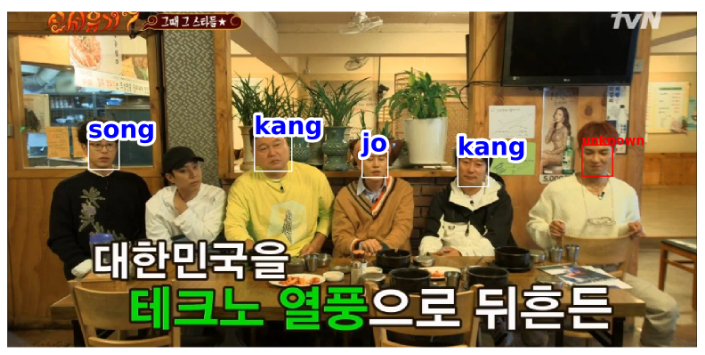 신서유기7
그때 그 스타들★
tvN
song
kang
jo
kang
unknown
LG
대한민국을
테크노 열풍으로 뒤흔든